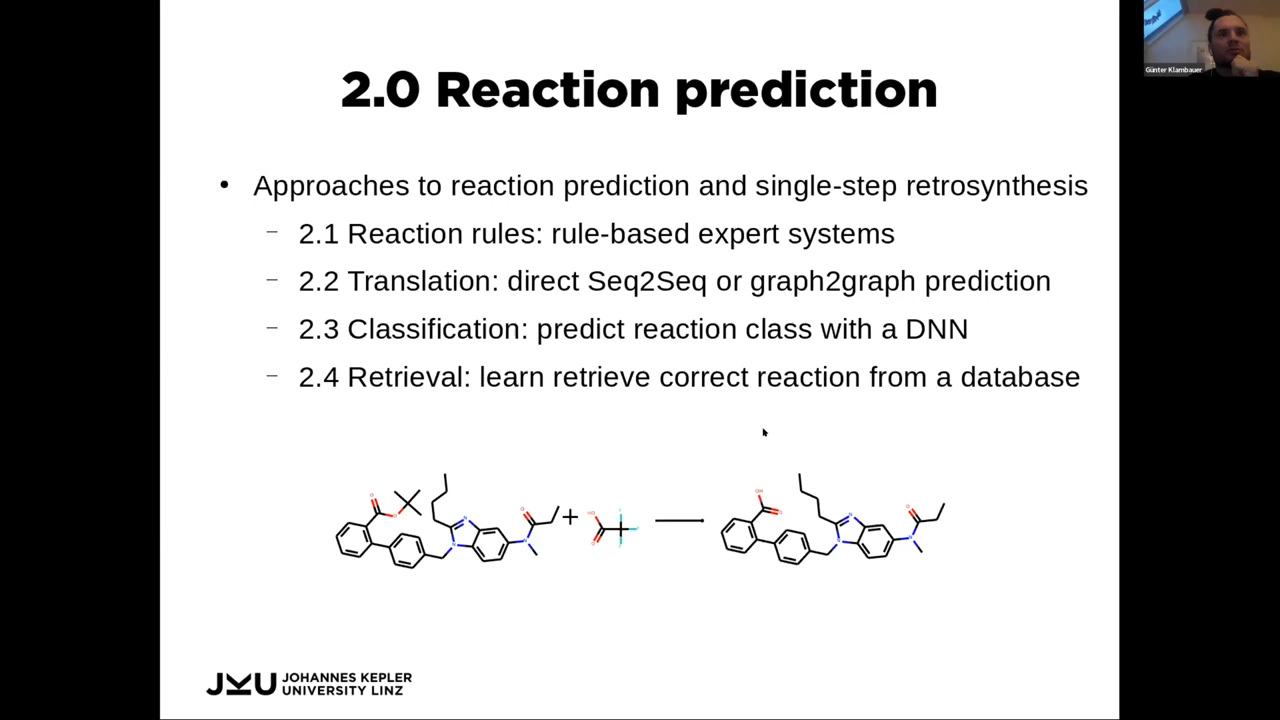 2.0 Reaction prediction
Günter Klambauer
• Approaches to reaction prediction and single-step retrosynthesis
– 2.1 Reaction rules: rule-based expert systems
– 2.2 Translation: direct Seq2Seq or graph2graph prediction
– 2.3 Classification: predict reaction class with a DNN
– 2.4 Retrieval: learn retrieve correct reaction from a database
JKU JOHANNES KEPLER
UNIVERSITY LINZ